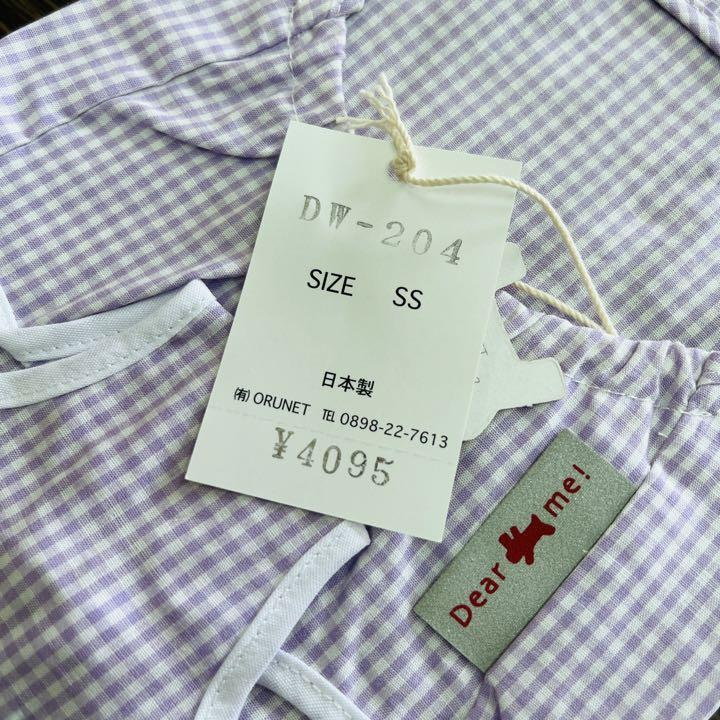 DW-204
SIZE SS
日本製
㈲ ORUNET ℡ 0898-22-7613
¥4095
Dear me!